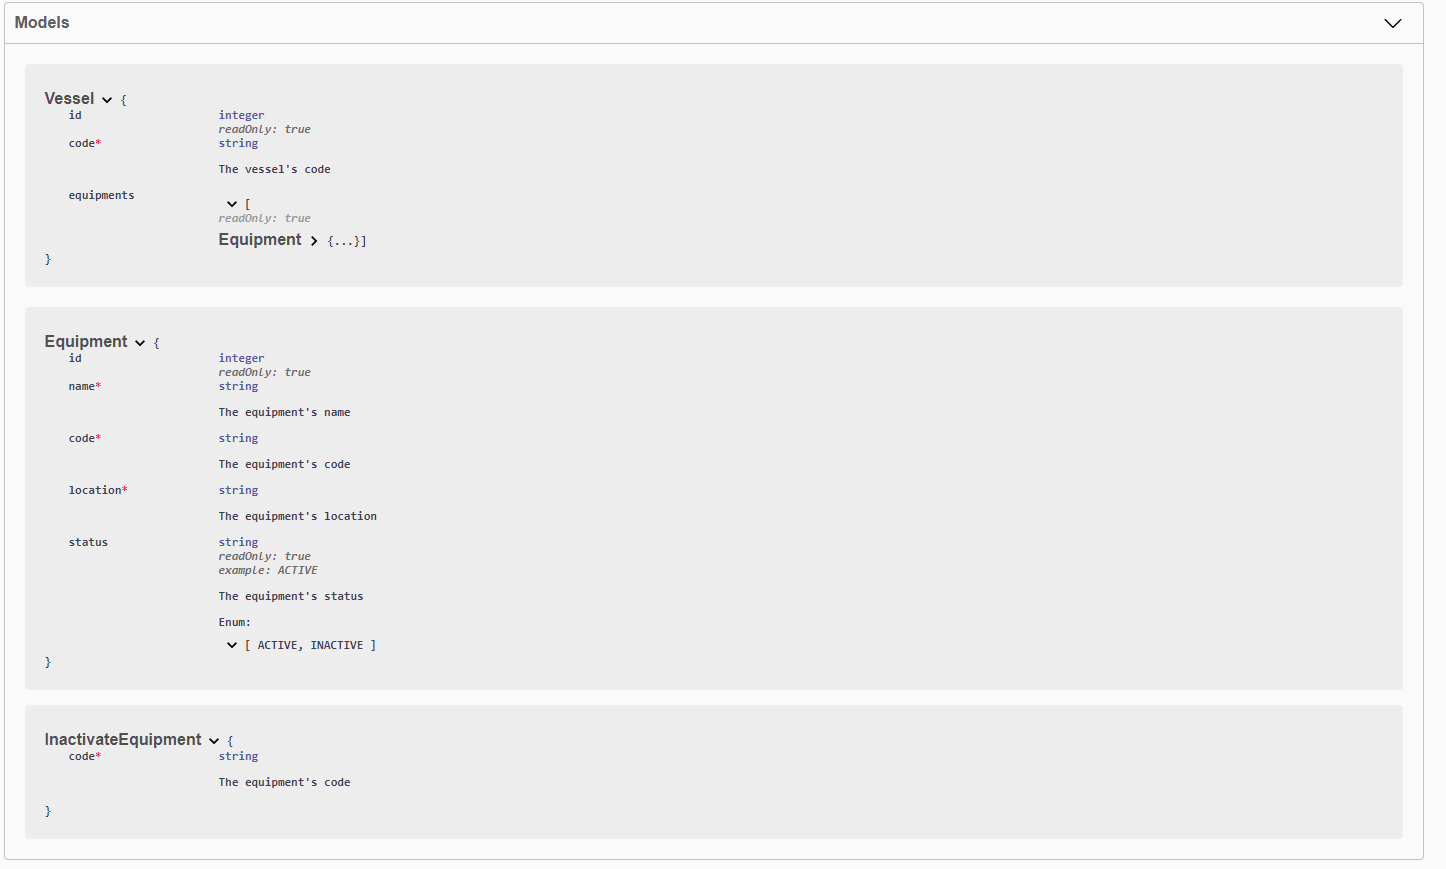 Models
Vessel {
id integer
readOnly: true
code* string
The vessel's code
equipments
[
readOnly: true
Equipment {...}]
}
Equipment {
id integer
readOnly: true
name* string
The equipment's name
code* string
The equipment's code
location* string
The equipment's location
status string
readOnly: true
example: ACTIVE
The equipment's status
Enum:
[ ACTIVE, INACTIVE ]
}
InactivateEquipment {
code* string
The equipment's code
}